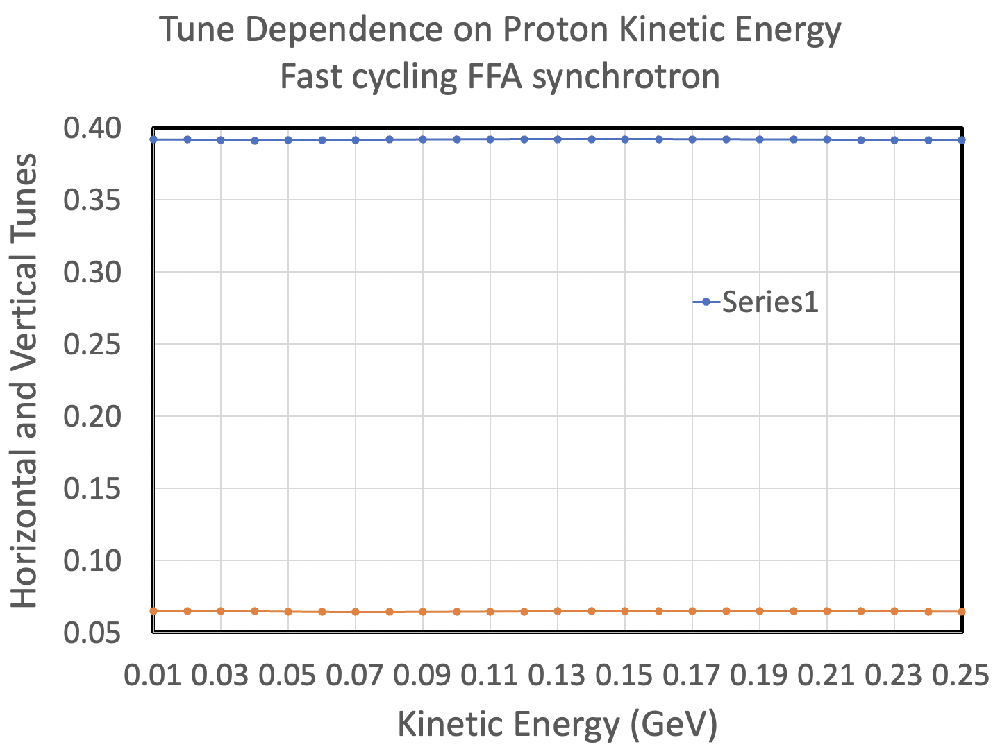 Tune Dependence on Proton Kinetic Energy
Fast cycling FFA synchrotron
Horizontal and Vertical Tunes
0.40
0.35
0.30
0.25
0.20
0.15
0.10
0.05
Series1
0.01 0.03 0.05 0.07 0.09 0.11 0.13 0.15 0.17 0.19 0.21 0.23 0.25
Kinetic Energy (GeV)